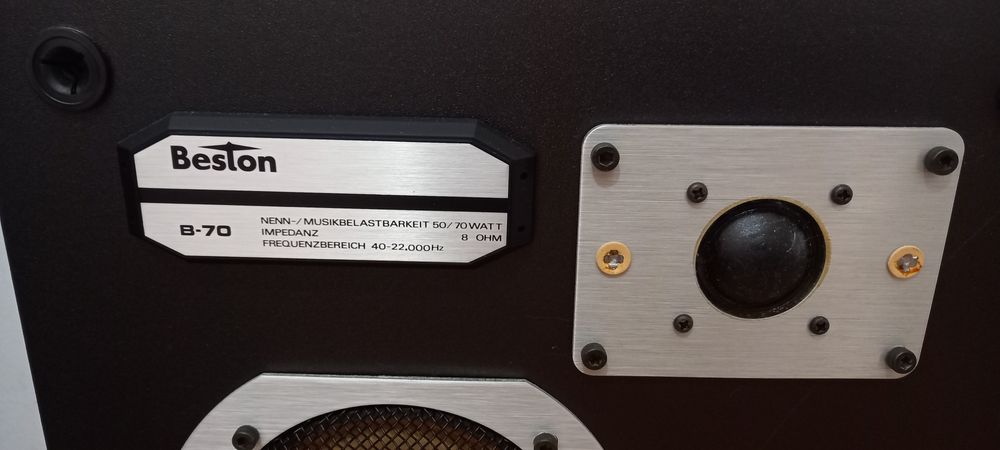 Beston
B-70
NENN-/MUSIKBELASTBARKEIT 50/70 WATT
IMPEDANZ 8 OHM
FREQUENZBEREICH 40-22.000Hz